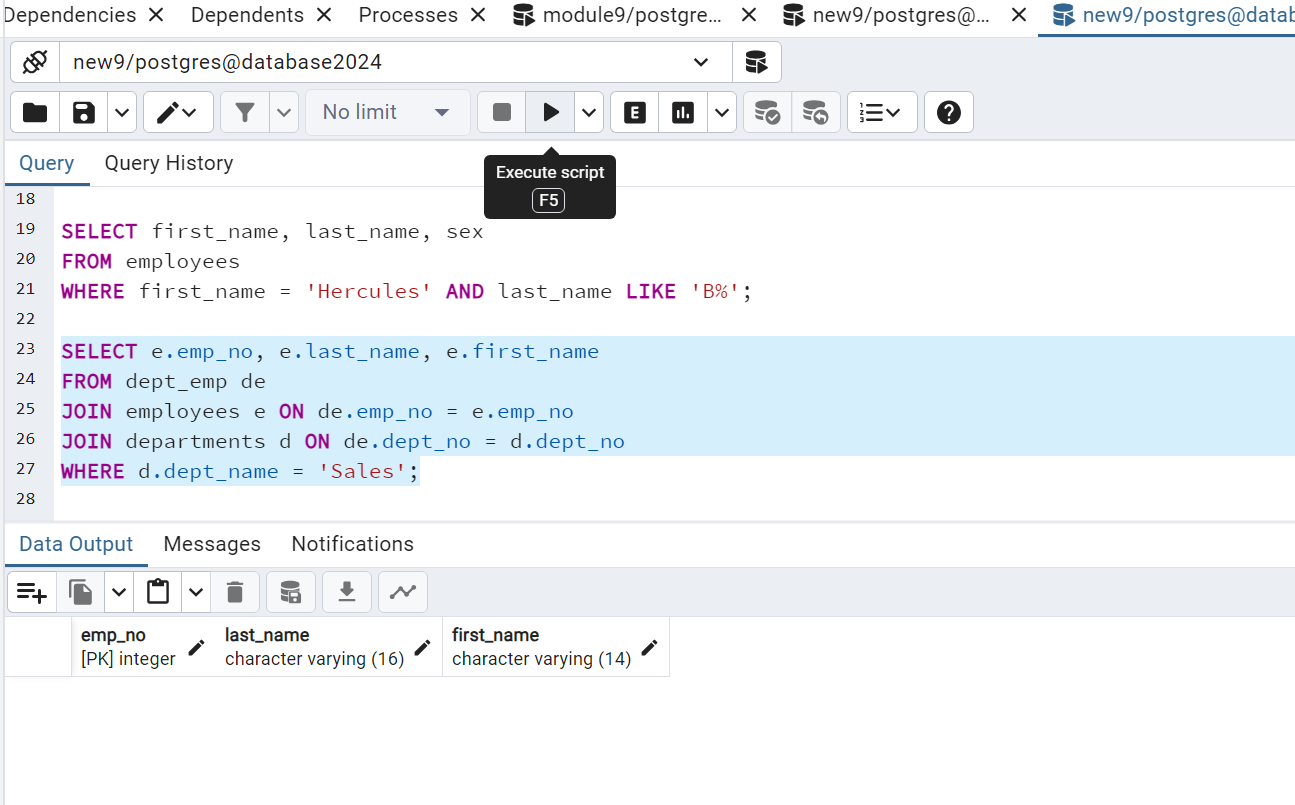 Dependencies Dependents Processes module9/postgre... new9/postgres@... new9/postgres@datab
new9/postgres@database2024
No limit
Query Query History
Execute script
F5
18
19 SELECT first_name, last_name, sex
20 FROM employees
21 WHERE first_name = 'Hercules' AND last_name LIKE 'B%';
22
23 SELECT e.emp_no, e.last_name, e.first_name
24 FROM dept_emp de
25 JOIN employees e ON de.emp_no = e.emp_no
26 JOIN departments d ON de.dept_no = d.dept_no
27 WHERE d.dept_name = 'Sales';
28
Data Output Messages Notifications
emp_no last_name first_name
[PK] integer character varying (16) character varying (14)